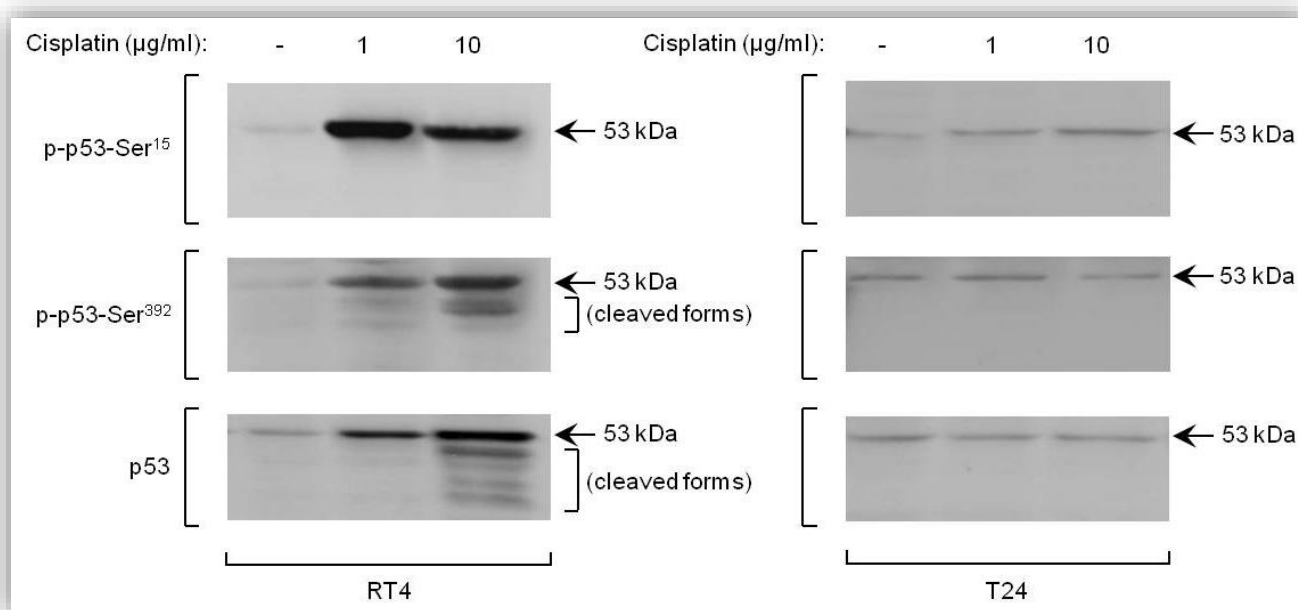 Cisplatin (µg/ml): - 1 10 Cisplatin (µg/ml): - 1 10
p-p53-Ser¹⁵ 53 kDa 53 kDa
p-p53-Ser³⁹² 53 kDa 53 kDa
(cleaved forms)
p53 53 kDa 53 kDa
(cleaved forms)
RT4 T24